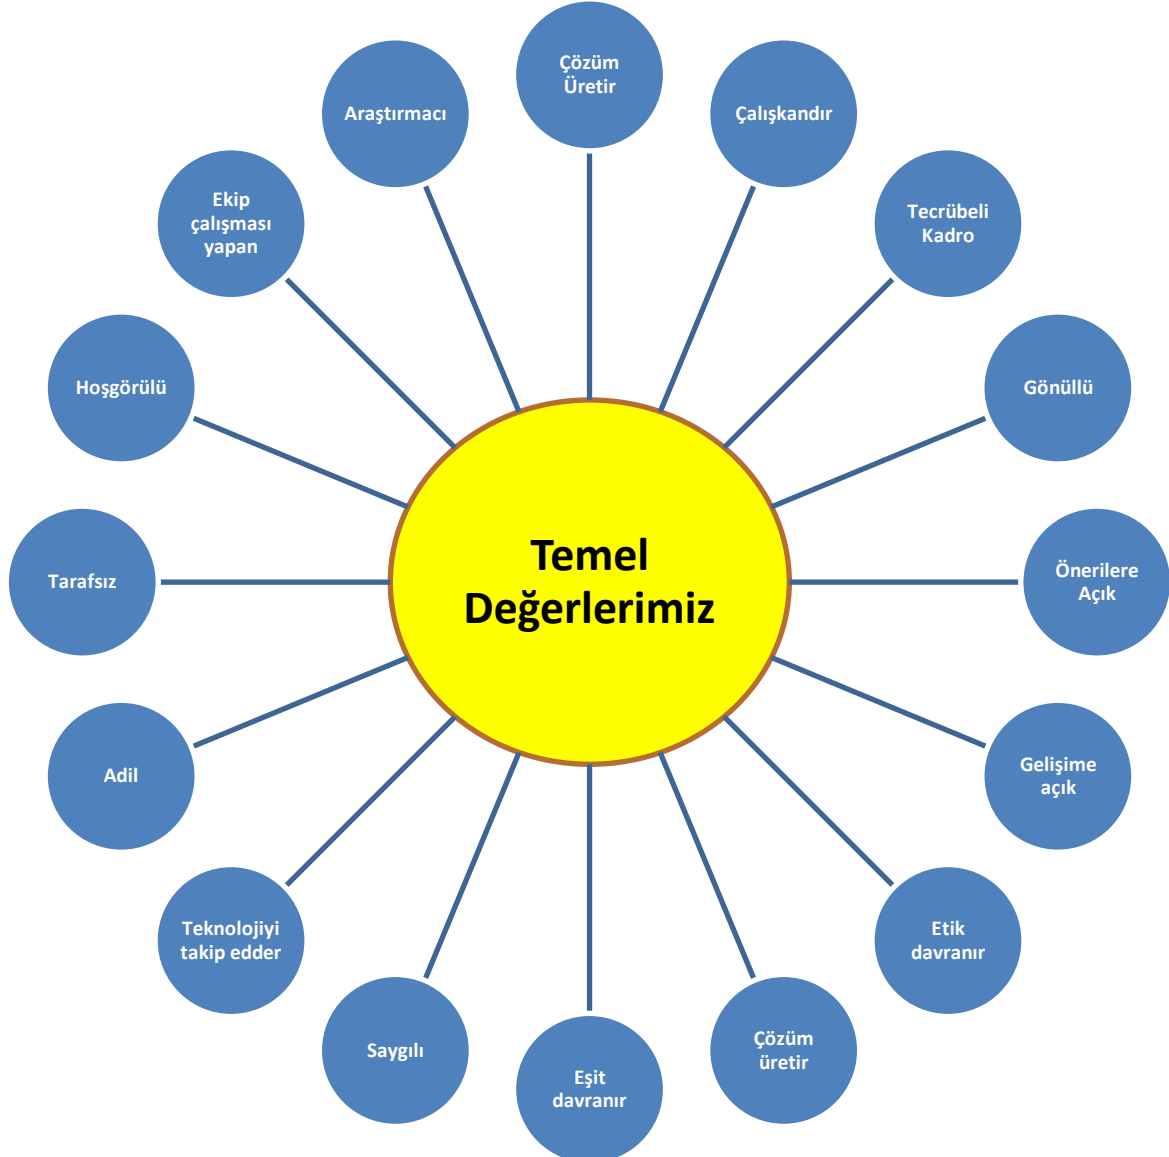 Çözüm
Üretir
Çalışkandır
Tecrübeli
Kadro
Gönüllü
Önerilere
Açık
Gelişime
açık
Etik
davranır
Çözüm
üretir
Eşit
davranır
Saygılı
Teknolojiyi
takip edder
Adil
Tarafsız
Hoşgörülü
Ekip
çalışması
yapan
Araştırmacı
Temel
Değerlerimiz